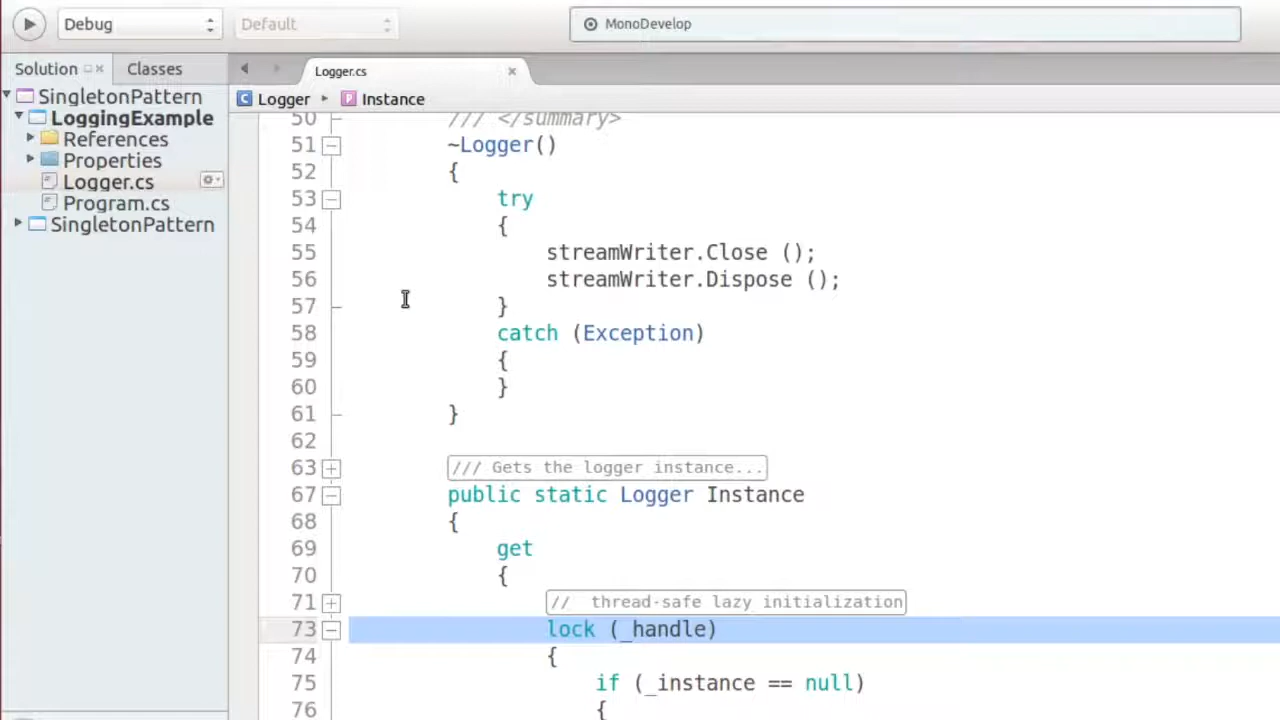 Debug
Default
MonoDevelop
Solution
Classes
Logger.cs
SingletonPattern
LoggingExample
References
Properties
Logger.cs
Program.cs
SingletonPattern
Logger
Instance
50 /// </summary>
51 ~Logger()
52 {
53 try
54 {
55 streamWriter.Close ();
56 streamWriter.Dispose ();
57 }
58 catch (Exception)
59 {
60 }
61 }
62
63 /// Gets the logger instance...
67 public static Logger Instance
68 {
69 get
70 {
71 // thread-safe lazy initialization
73 lock (_handle)
74 {
75 if (_instance == null)
76 {